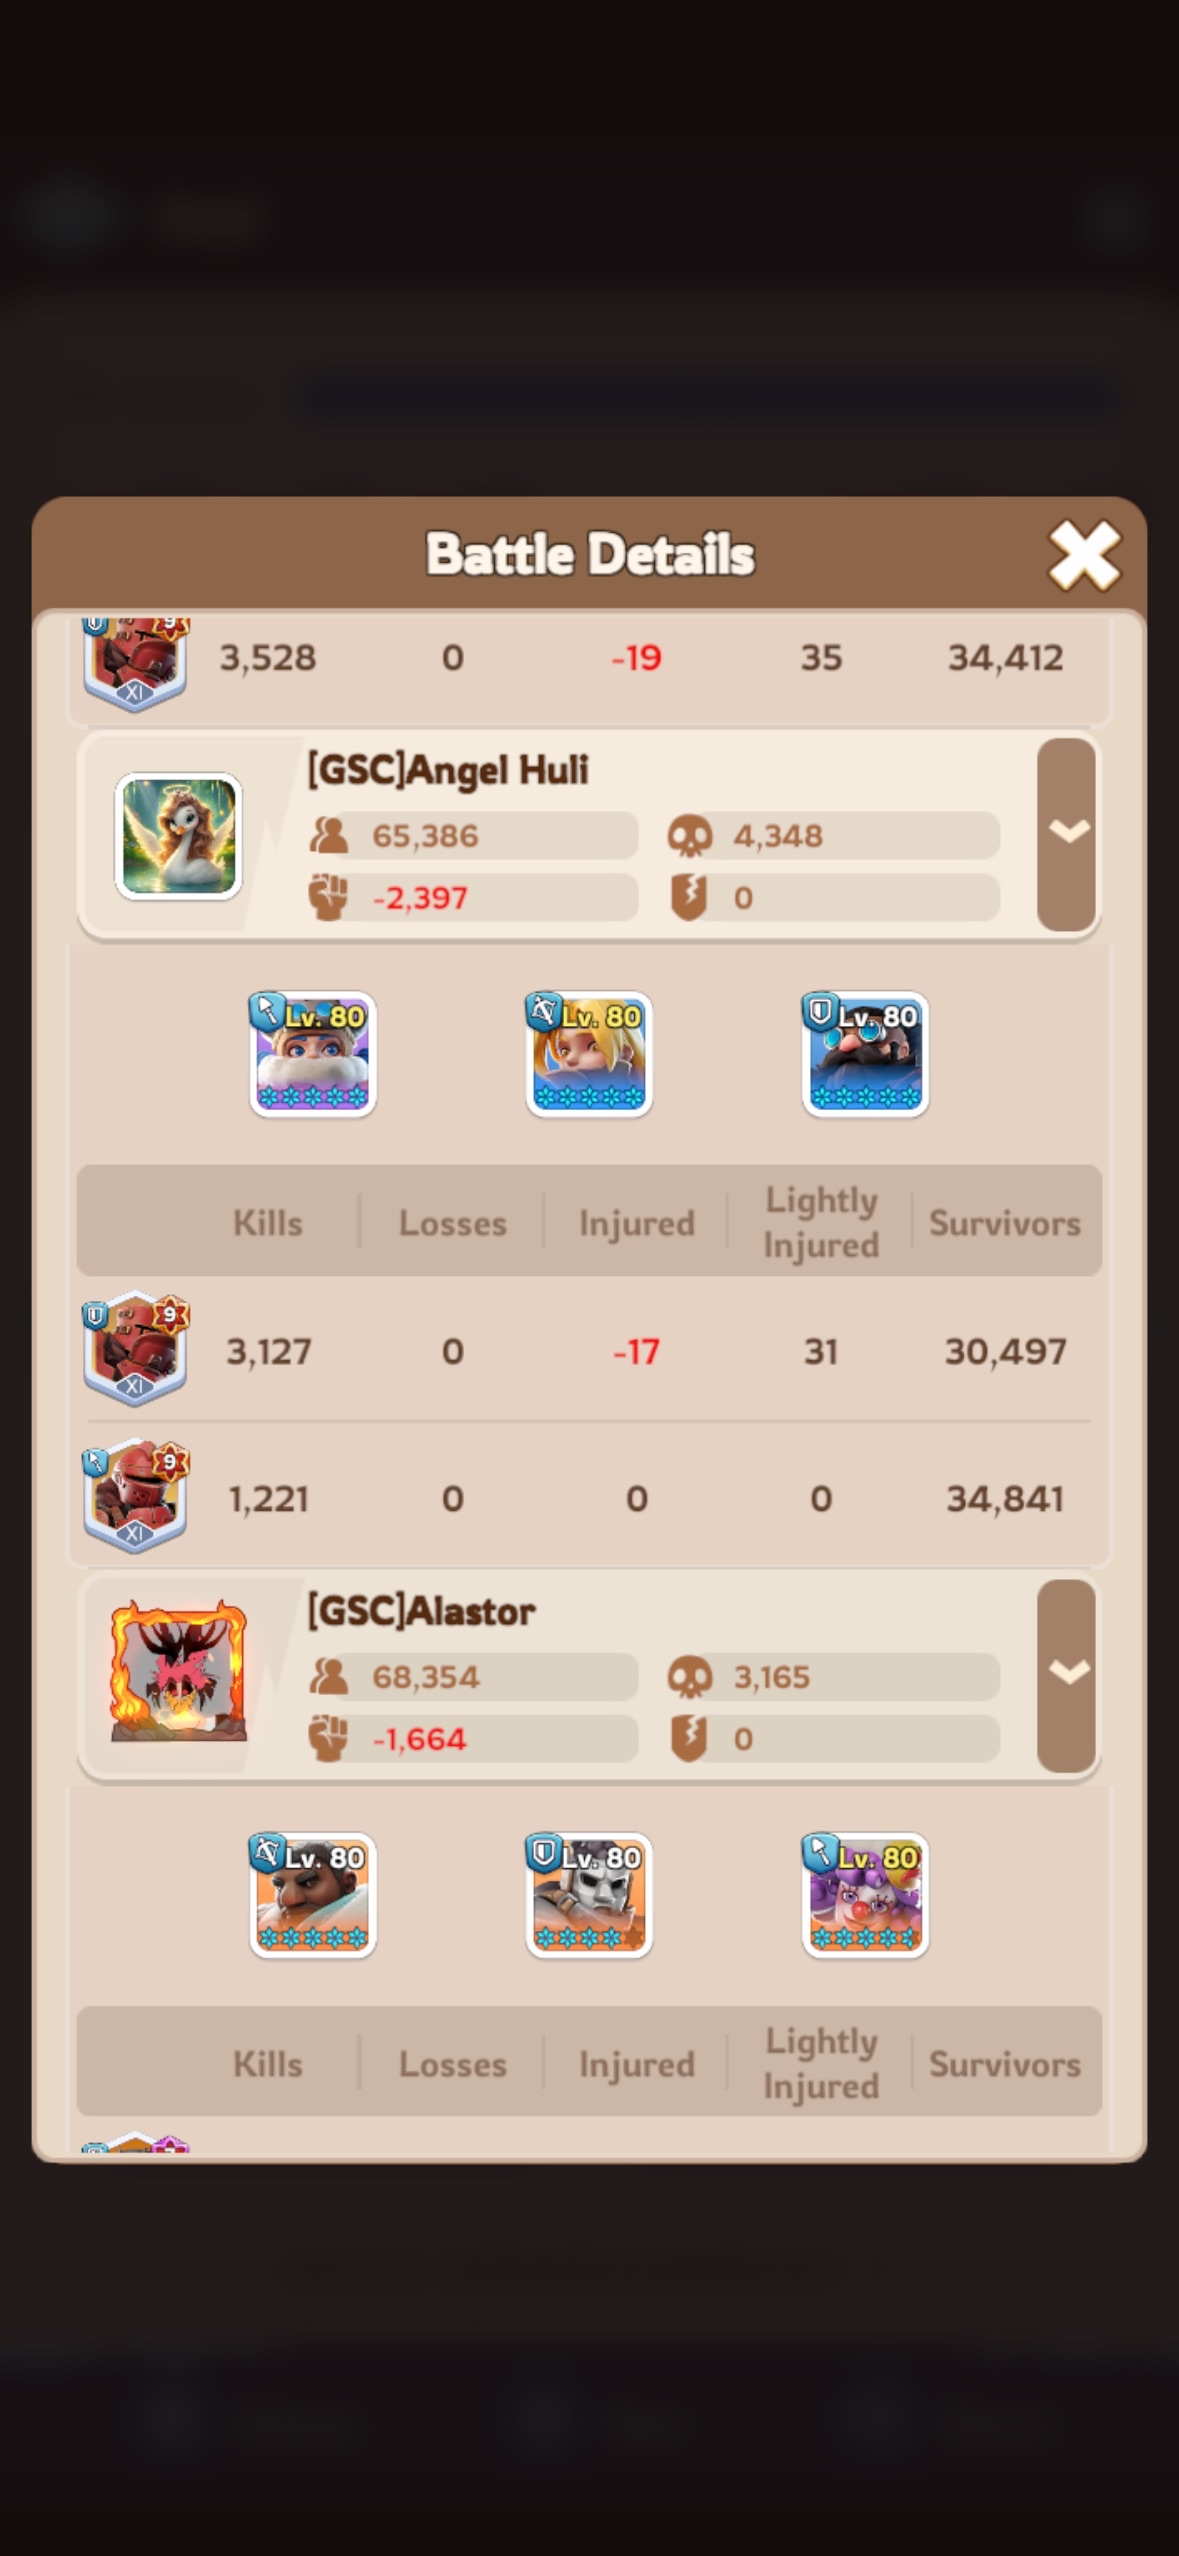 Battle Details
9
XI
3,528 0 -19 35 34,412
[GSC]Angel Huli
65,386 4,348
-2,397 0
Lv. 80 Lv. 80 Lv. 80
Kills Losses Injured Lightly Injured Survivors
9
XI
3,127 0 -17 31 30,497
9
XI
1,221 0 0 0 34,841
[GSC]Alastor
68,354 3,165
-1,664 0
Lv. 80 Lv. 80 Lv. 80
Kills Losses Injured Lightly Injured Survivors